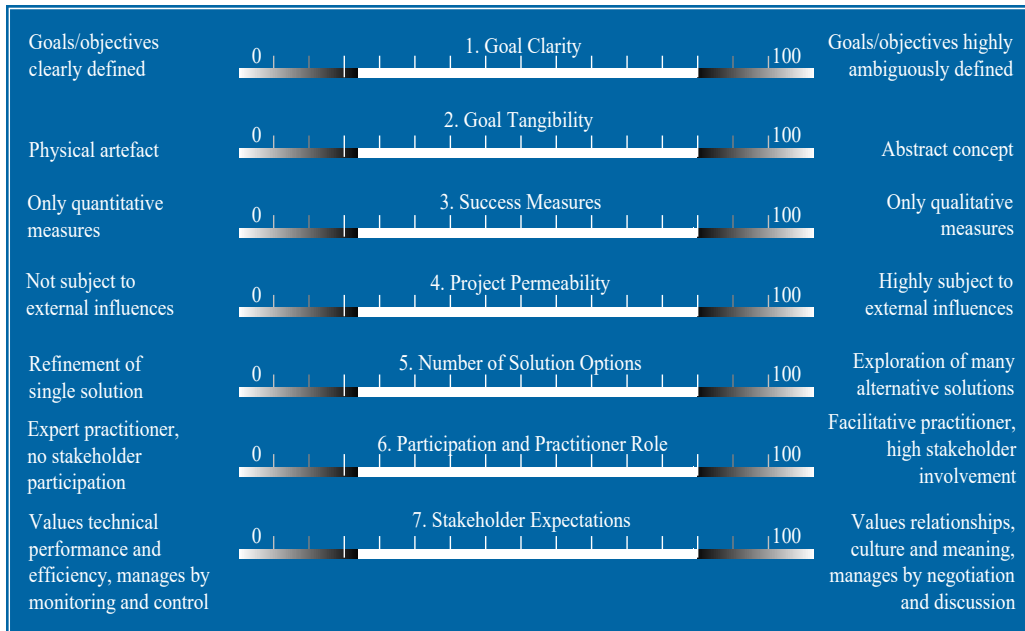 Goals/objectives
clearly defined
0
1. Goal Clarity
100
Goals/objectives highly
ambiguously defined
Physical artefact
0
2. Goal Tangibility
100
Abstract concept
Only quantitative
measures
0
3. Success Measures
100
Only qualitative
measures
Not subject to
external influences
0
4. Project Permeability
100
Highly subject to
external influences
Refinement of
single solution
0
5. Number of Solution Options
100
Exploration of many
alternative solutions
Expert practitioner,
no stakeholder
participation
0
6. Participation and Practitioner Role
100
Facilitative practitioner,
high stakeholder
involvement
Values technical
performance and
efficiency, manages by
monitoring and control
0
7. Stakeholder Expectations
100
Values relationships,
culture and meaning,
manages by negotiation
and discussion